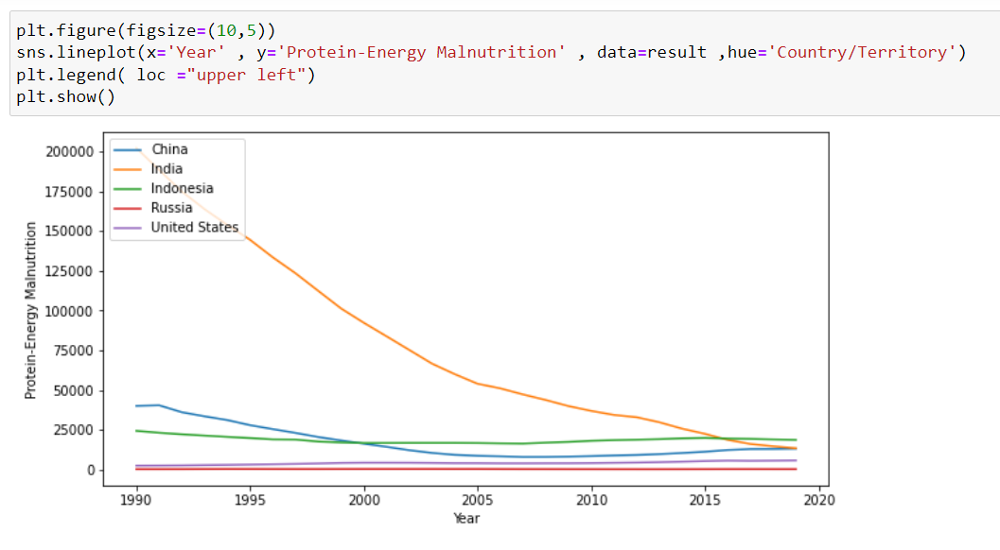 plt.figure(figsize=(10,5))
sns.lineplot(x='Year' , y='Protein-Energy Malnutrition' , data=result ,hue='Country/Territory')
plt.legend( loc ="upper left")
plt.show()
China
India
Indonesia
Russia
United States
200000
175000
150000
125000
100000
75000
50000
25000
0
Protein-Energy Malnutrition
1990 1995 2000 2005 2010 2015 2020
Year